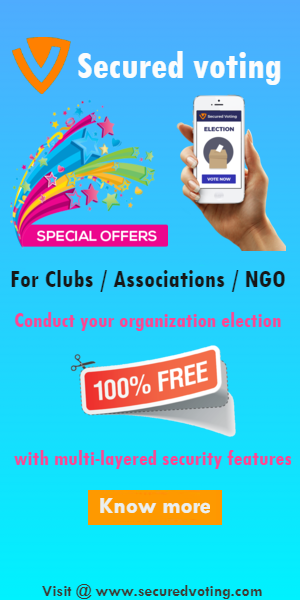 Secured voting
Secured Voting
ELECTION
VOTE NOW
SPECIAL OFFERS
For Clubs / Associations / NGO
Conduct your organization election
100% FREE
with multi-layered security features
Know more
Visit @ www.securedvoting.com